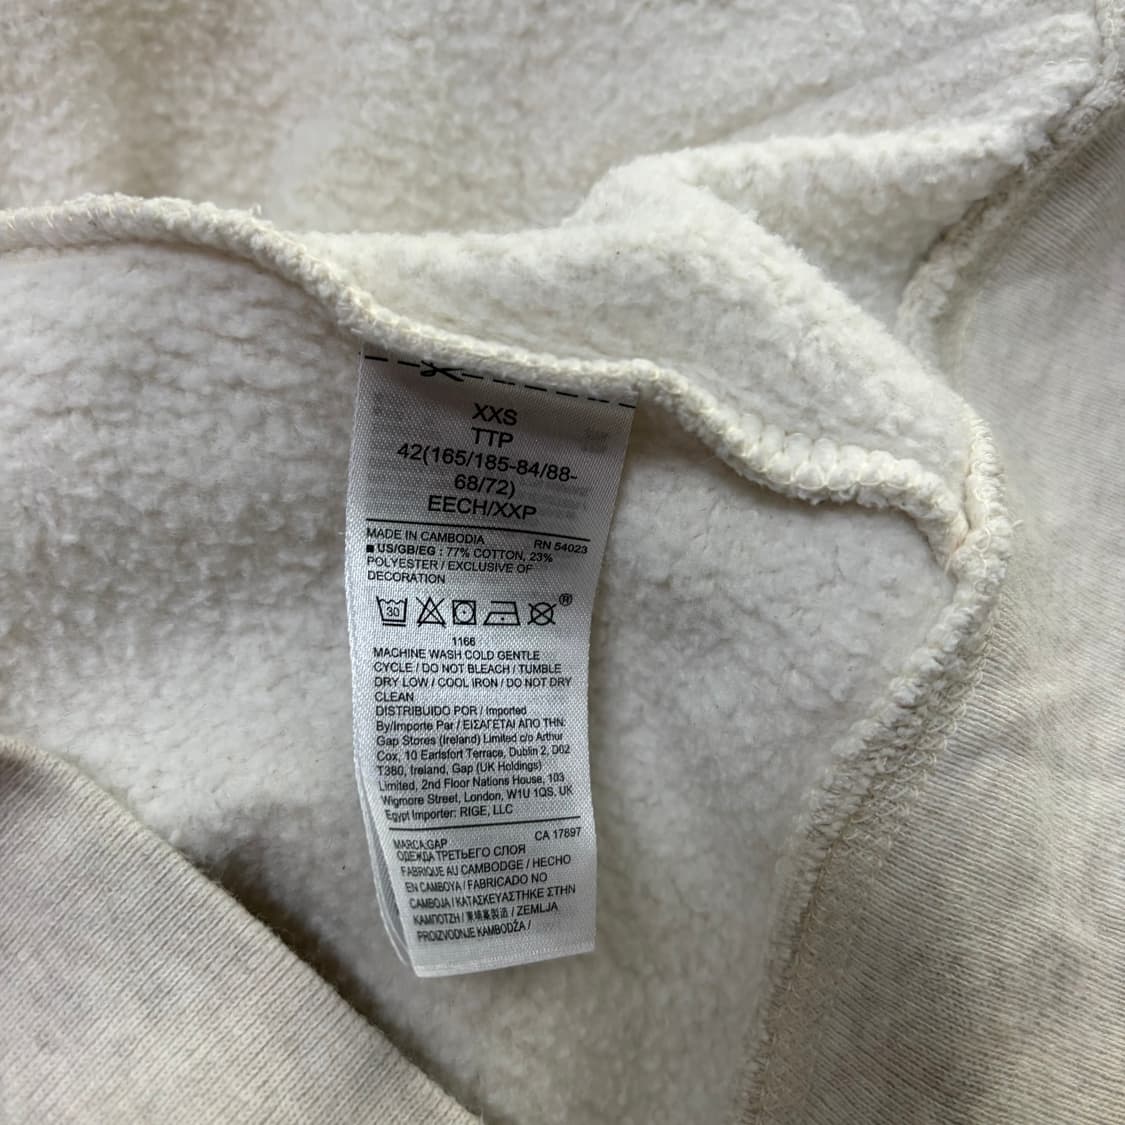 XXS
TTP
42(165/185-84/88-
68/72)
EECH/XXP
MADE IN CAMBODIA RN 54023
US/GB/EG : 77% COTTON, 23%
POLYESTER / EXCLUSIVE OF
DECORATION
30
®
1166
MACHINE WASH COLD GENTLE
CYCLE / DO NOT BLEACH / TUMBLE
DRY LOW / COOL IRON / DO NOT DRY
CLEAN
DISTRIBUIDO POR / Imported
By/Importe Par / ΕΙΣΑΓΕΤΑΙ ΑΠΟ ΤΗΝ:
Gap Stores (Ireland) Limited c/o Arthur
Cox, 10 Earlsfort Terrace, Dublin 2, D02
T380, Ireland, Gap (UK Holdings)
Limited, 2nd Floor Nations House, 103
Wigmore Street, London, W1U 1QS, UK
Egypt Importer: RIGE, LLC
CA 17897
MARCA:GAP
ОДЕЖДА ТРЕТЬЕГО СЛОЯ
FABRIQUE AU CAMBODGE / HECHO
EN CAMBOYA / FABRICADO NO
CAMBOJA / ΚΑΤΑΣΚΕΥΑΣΤΗΚΕ ΣΤΗΝ
ΚΑΜΠΟΤΖΗ / 柬埔寨製造 / ZEMLJA
PROIZVODNJE KAMBODŽA /